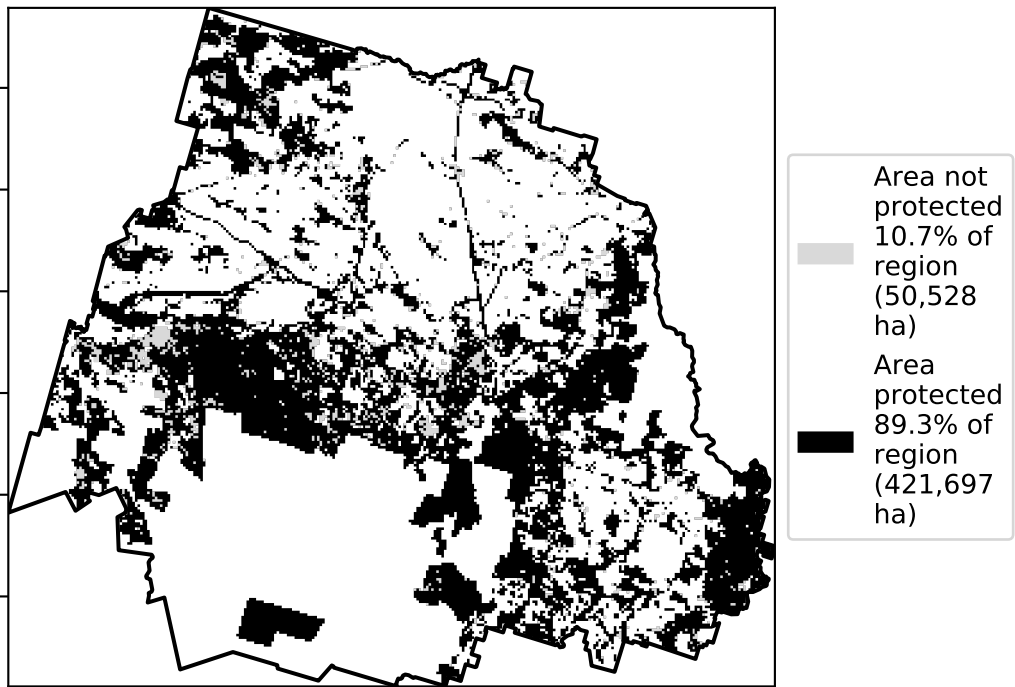 Area not
protected
10.7% of
region
(50,528
ha)
Area
protected
89.3% of
region
(421,697
ha)